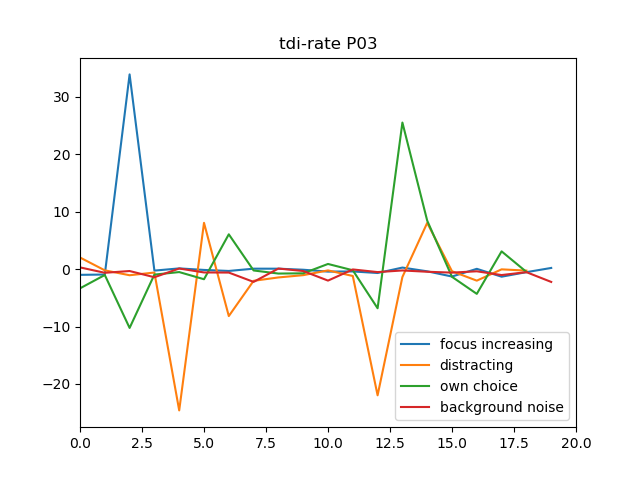 tdi-rate P03
30
20
10
0
−10
−20
focus increasing
distracting
own choice
background noise
0.0 2.5 5.0 7.5 10.0 12.5 15.0 17.5 20.0